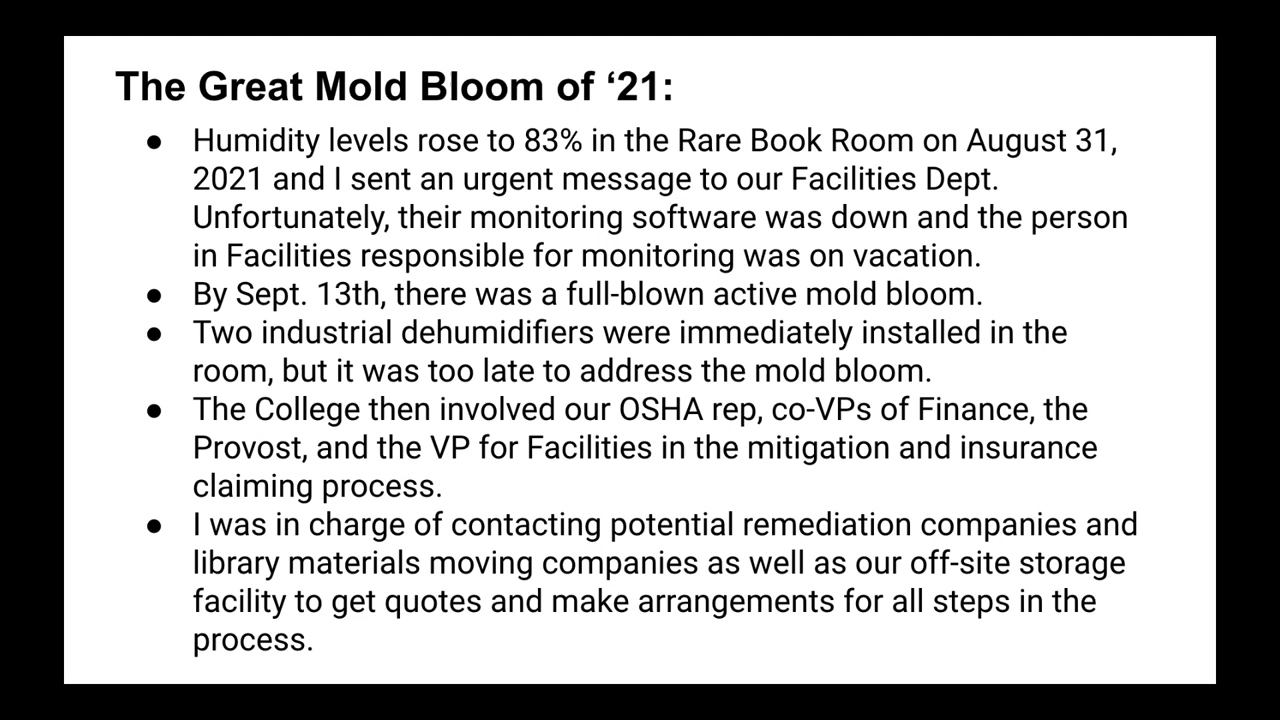 The Great Mold Bloom of ‘21:
● Humidity levels rose to 83% in the Rare Book Room on August 31,
2021 and I sent an urgent message to our Facilities Dept.
Unfortunately, their monitoring software was down and the person
in Facilities responsible for monitoring was on vacation.
● By Sept. 13th, there was a full-blown active mold bloom.
● Two industrial dehumidifiers were immediately installed in the
room, but it was too late to address the mold bloom.
● The College then involved our OSHA rep, co-VPs of Finance, the
Provost, and the VP for Facilities in the mitigation and insurance
claiming process.
● I was in charge of contacting potential remediation companies and
library materials moving companies as well as our off-site storage
facility to get quotes and make arrangements for all steps in the
process.